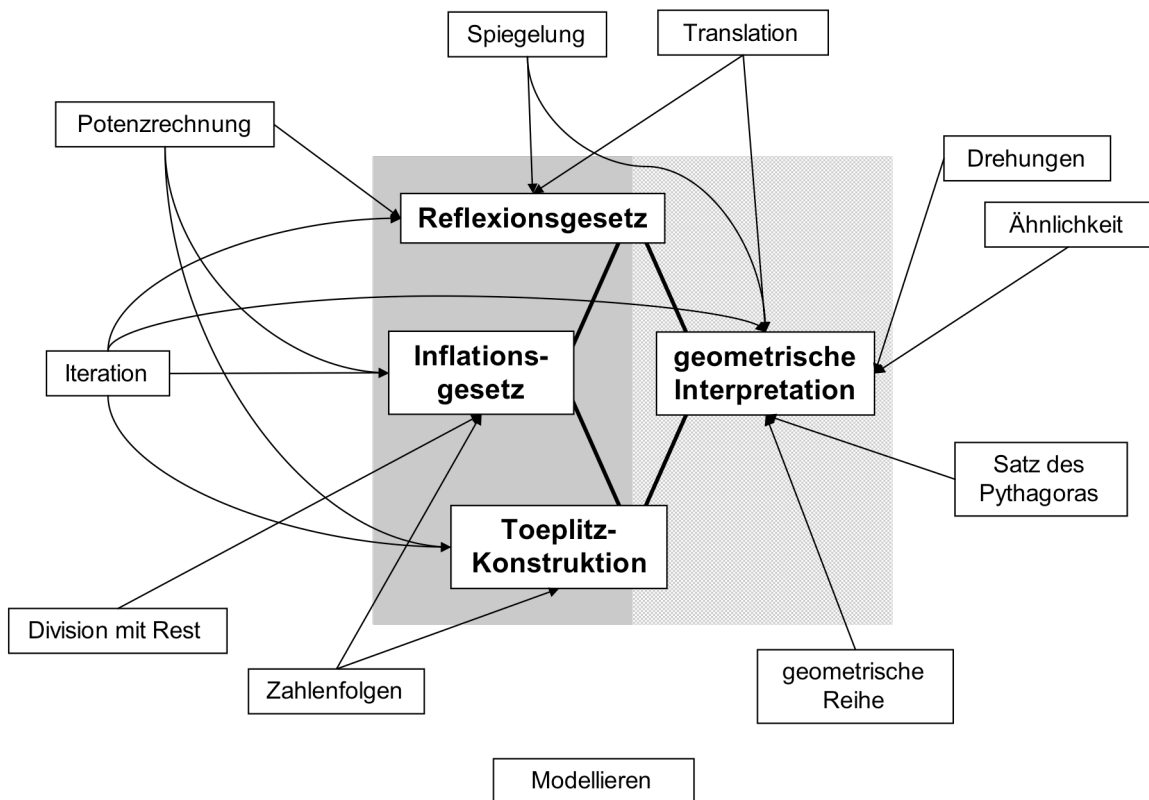 Spiegelung
Translation
Potenzrechnung
Drehungen
Reflexionsgesetz
Ähnlichkeit
Iteration
Inflations-
gesetz
geometrische
Interpretation
Satz des
Pythagoras
Toeplitz-
Konstruktion
Division mit Rest
Zahlenfolgen
geometrische
Reihe
Modellieren